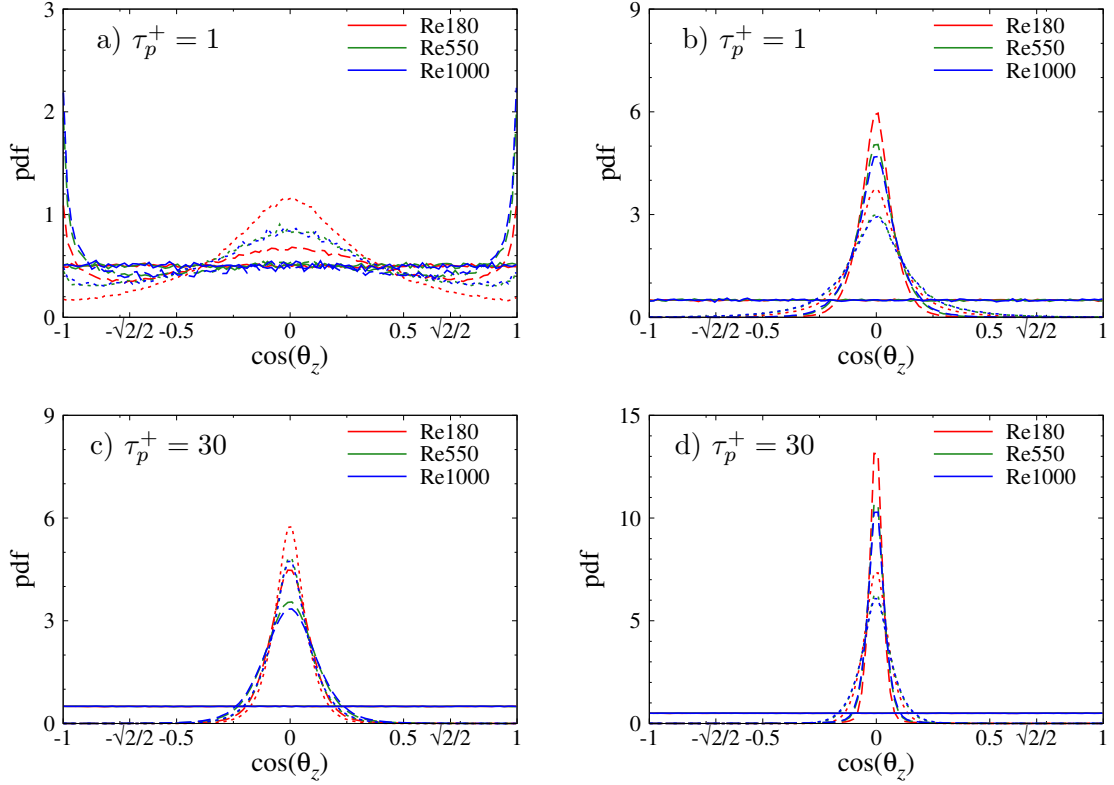 a) τp+ = 1
Re180
Re550
Re1000
pdf
3
2
1
0
-1 -√2/2 -0.5 0 0.5 √2/2 1
cos(θz)
b) τp+ = 1
Re180
Re550
Re1000
pdf
9
6
3
0
-1 -√2/2 -0.5 0 0.5 √2/2 1
cos(θz)
c) τp+ = 30
Re180
Re550
Re1000
pdf
9
6
3
0
-1 -√2/2 -0.5 0 0.5 √2/2 1
cos(θz)
d) τp+ = 30
Re180
Re550
Re1000
pdf
15
10
5
0
-1 -√2/2 -0.5 0 0.5 √2/2 1
cos(θz)